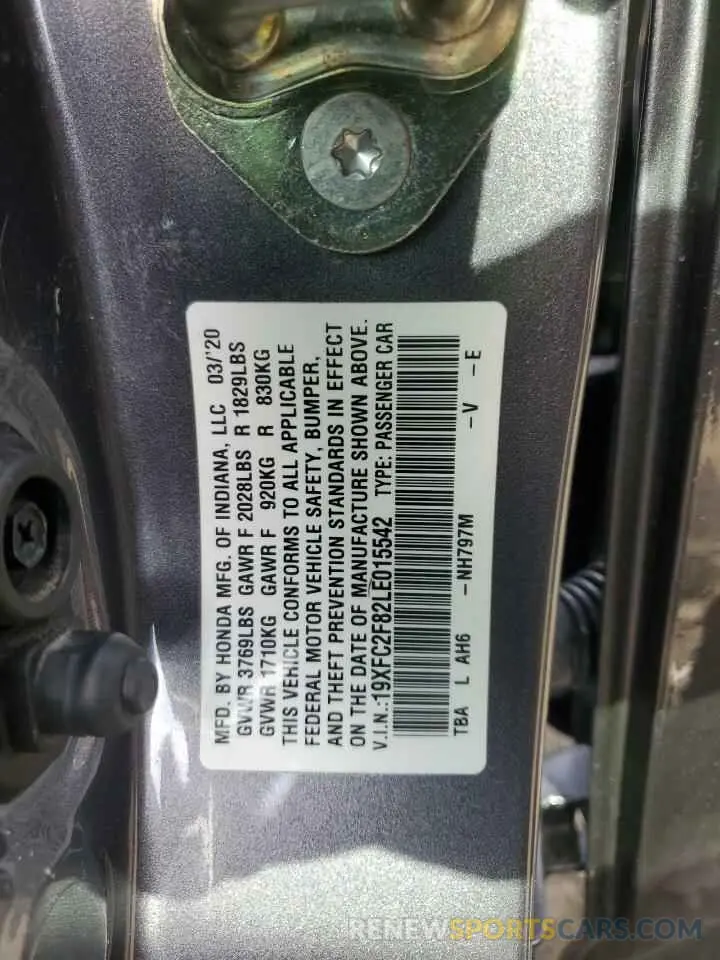 MFD. BY HONDA MFG. OF INDIANA, LLC 03/'20
GVWR 3769LBS GAWR F 2028LBS R 1829LBS
GVWR 1710KG GAWR F 920KG R 830KG
THIS VEHICLE CONFORMS TO ALL APPLICABLE
FEDERAL MOTOR VEHICLE SAFETY, BUMPER,
AND THEFT PREVENTION STANDARDS IN EFFECT
ON THE DATE OF MANUFACTURE SHOWN ABOVE.
V.I.N.:19XFC2F82LE015542 TYPE: PASSENGER CAR
TBA L AH6 -NH797M -V -E
RENEWSPORTSCARS.COM